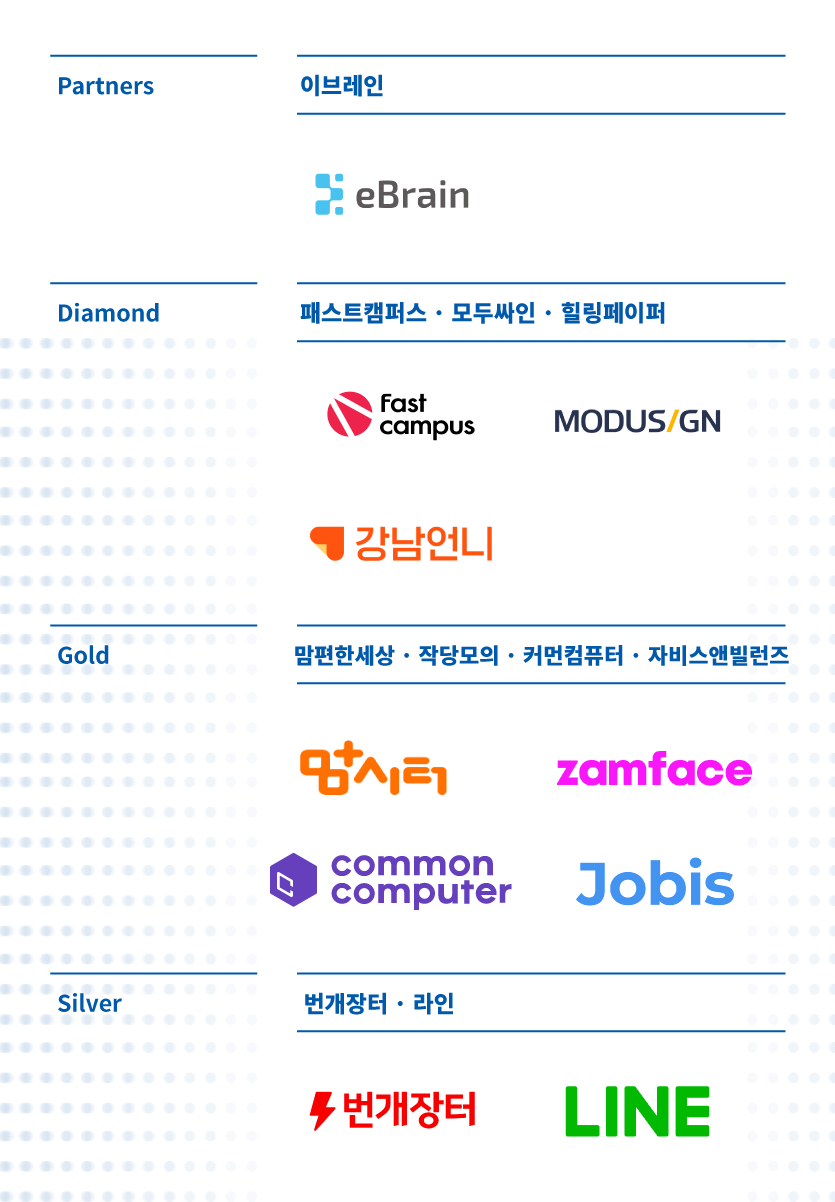 Partners
이브레인
eBrain
Diamond
패스트캠퍼스 · 모두싸인 · 힐링페이퍼
Fast
campus
MODUSIGN
강남언니
Gold
맘편한세상 · 작당모의 · 커먼컴퓨터 · 자비스앤빌런즈
맘시터
zamface
common
computer
Jobis
Silver
번개장터 · 라인
번개장터
LINE